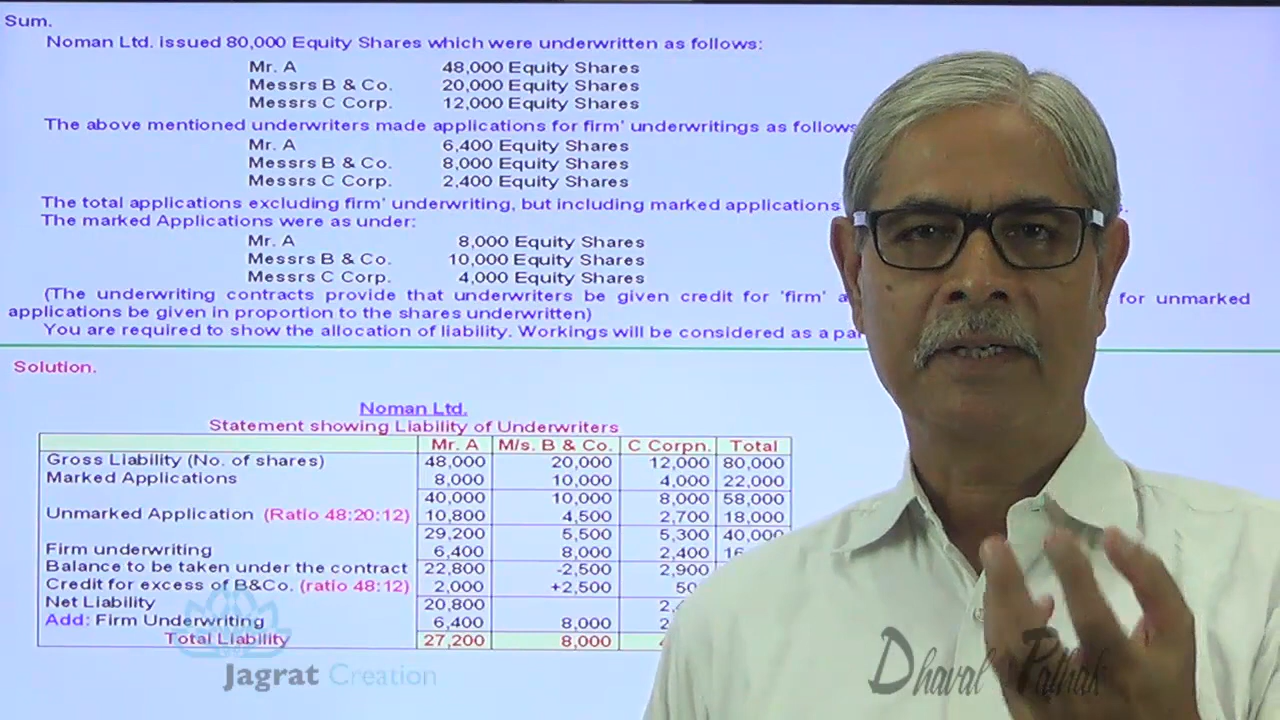 Sum.
Noman Ltd. issued 80,000 Equity Shares which were underwritten as follows:
Mr. A 48,000 Equity Shares
Messrs B & Co. 20,000 Equity Shares
Messrs C Corp. 12,000 Equity Shares
The above mentioned underwriters made applications for firm' underwritings as follows
Mr. A 6,400 Equity Shares
Messrs B & Co. 8,000 Equity Shares
Messrs C Corp. 2,400 Equity Shares
The total applications excluding firm' underwriting, but including marked applications
The marked Applications were as under:
Mr. A 8,000 Equity Shares
Messrs B & Co. 10,000 Equity Shares
Messrs C Corp. 4,000 Equity Shares
(The underwriting contracts provide that underwriters be given credit for 'firm' for unmarked
applications be given in proportion to the shares underwritten)
You are required to show the allocation of liability. Workings will be considered as a
Solution.
Noman Ltd.
Statement showing Liability of Underwriters
Mr. A M/s. B & Co. C Corpn. Total
Gross Liability (No. of shares) 48,000 20,000 12,000 80,000
Marked Applications 8,000 10,000 4,000 22,000
40,000 10,000 8,000 58,000
Unmarked Application (Ratio 48:20:12) 10,800 4,500 2,700 18,000
29,200 5,500 5,300 40,000
Firm underwriting 6,400 8,000 2,400
Balance to be taken under the contract 22,800 -2,500 2,900
Credit for excess of B&Co. (ratio 48:12) 2,000 +2,500
Net Liability 20,800
Add: Firm Underwriting 6,400 8,000
Total Liability 27,200 8,000
Jagrat Creation
Dhaval Pathak